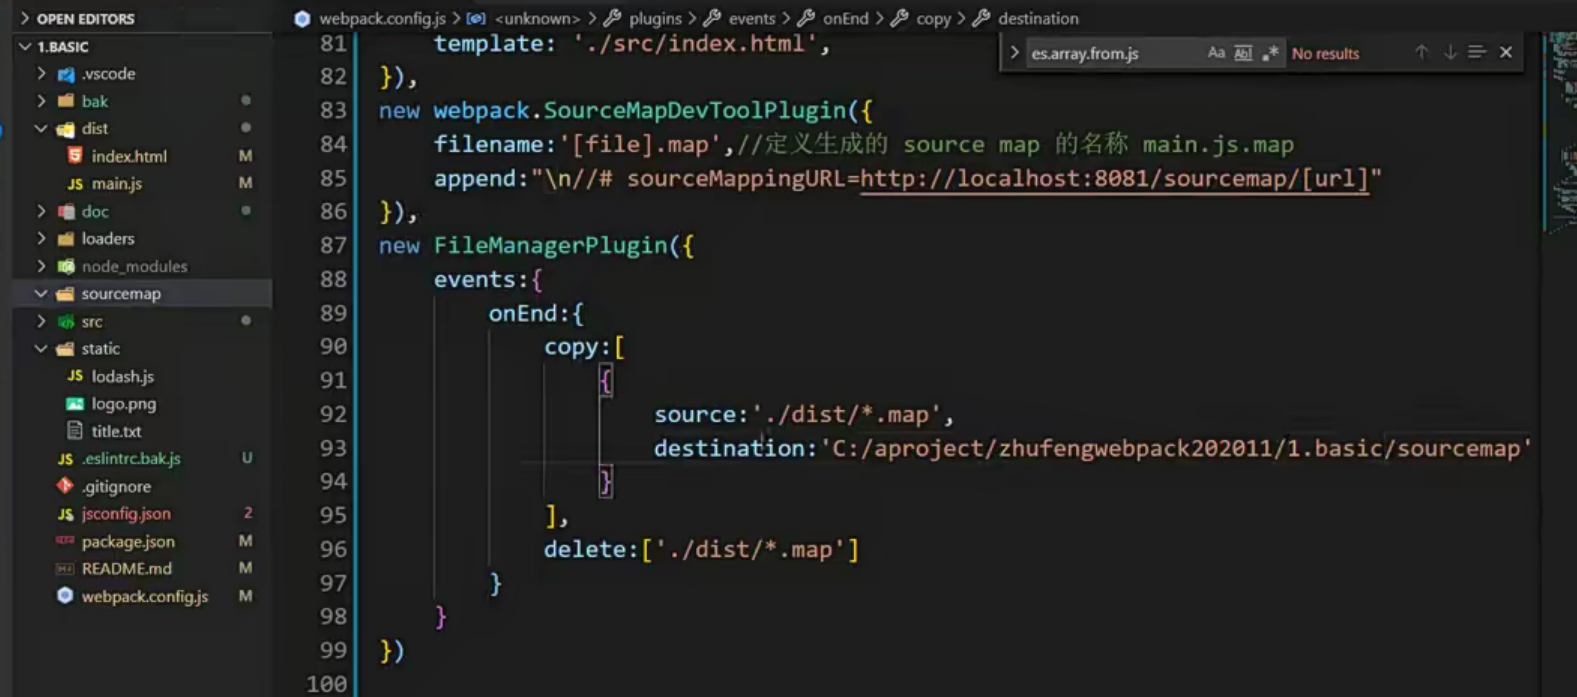 OPEN EDITORS
1.BASIC
.vscode
bak
dist
index.html M
main.js M
doc
loaders
node_modules
sourcemap
src
static
lodash.js
logo.png
title.txt
.eslintrc.bak.js U
.gitignore
jsconfig.json 2
package.json M
README.md M
webpack.config.js M
webpack.config.js > <unknown> > plugins > events > onEnd > copy > destination
es.array.from.js Aa Abl .* No results
81 template: './src/index.html',
82 }),
83 new webpack.SourceMapDevToolPlugin({
84 filename:'[file].map',//定义生成的 source map 的名称 main.js.map
85 append:"\n//# sourceMappingURL=http://localhost:8081/sourcemap/[url]"
86 }),
87 new FileManagerPlugin({
88 events:{
89 onEnd:{
90 copy:[
91 {
92 source:'./dist/*.map',
93 destination:'C:/aproject/zhufengwebpack202011/1.basic/sourcemap'
94 }
95 ],
96 delete:['./dist/*.map']
97 }
98 }
99 })
100